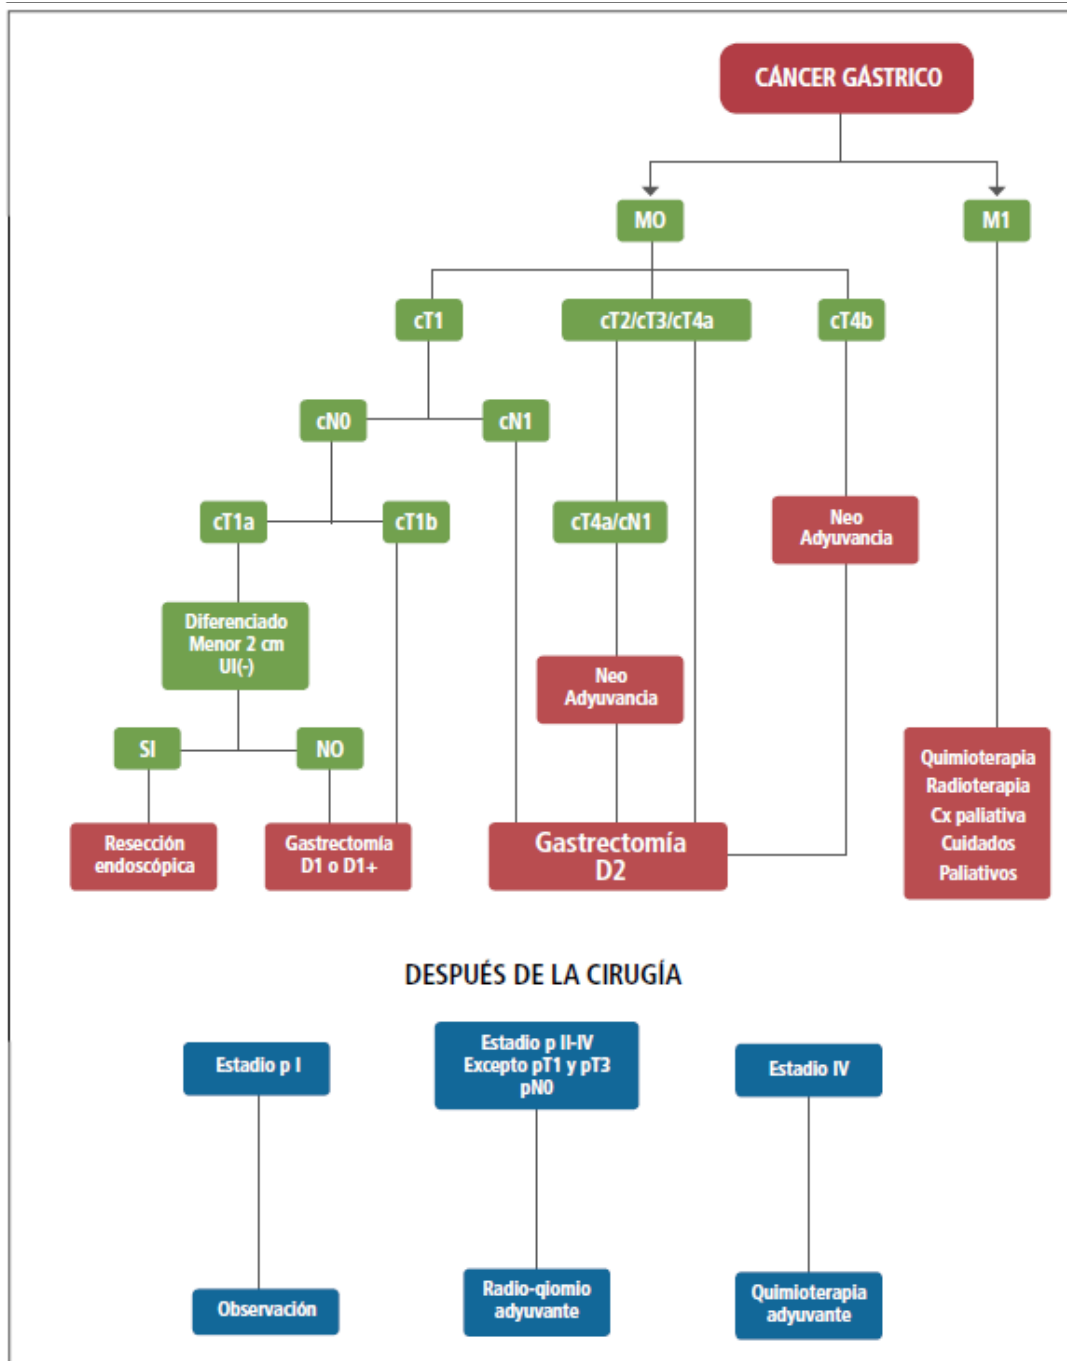 CÁNCER GÁSTRICO
MO
M1
cT1
cT2/cT3/cT4a
cT4b
cN0
cN1
cT1a
cT1b
cT4a/cN1
Neo
Adyuvancia
Diferenciado
Menor 2 cm
UI(-)
Neo
Adyuvancia
SI
NO
Quimioterapia
Radioterapia
Cx paliativa
Cuidados
Paliativos
Resección
endoscópica
Gastrectomía
D1 o D1+
Gastrectomía
D2
DESPUÉS DE LA CIRUGÍA
Estadio p I
Estadio p II-IV
Excepto pT1 y pT3
pN0
Estadio IV
Observación
Radio-qiomio
adyuvante
Quimioterapia
adyuvante